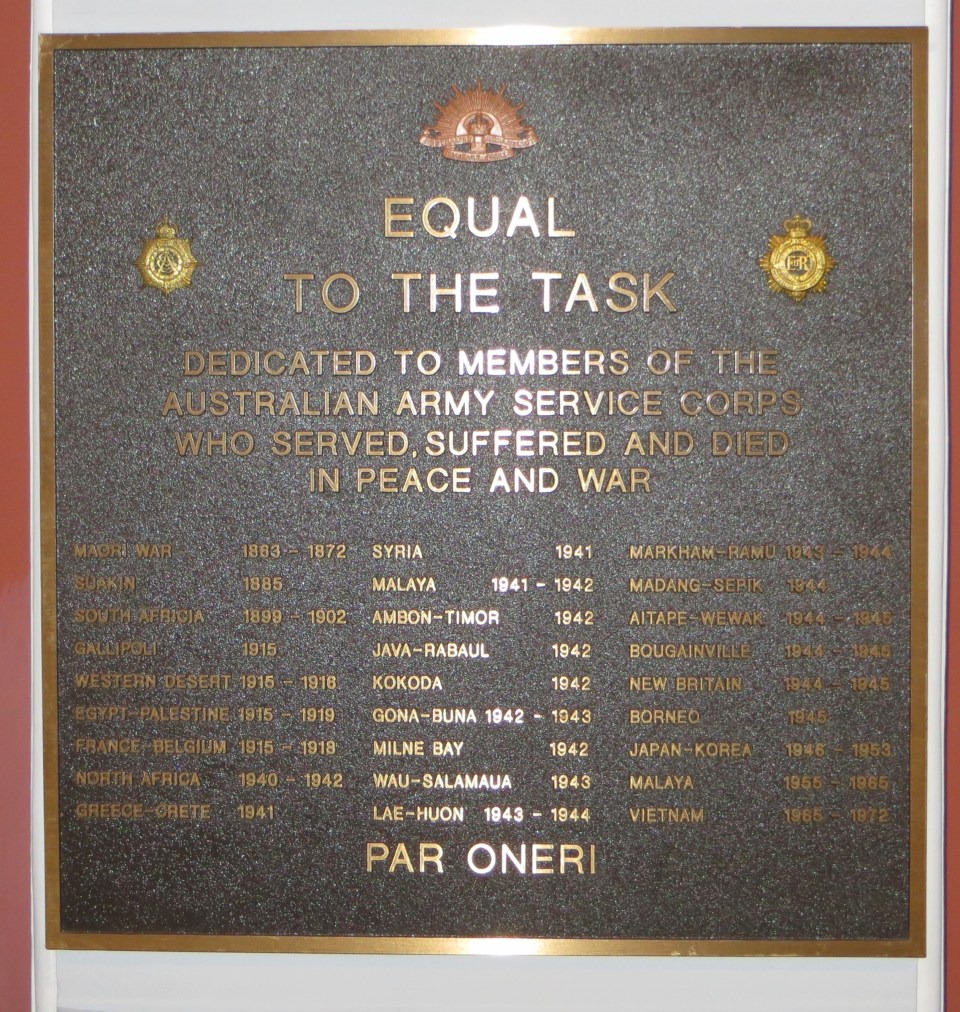 EQUAL
TO THE TASK
DEDICATED TO MEMBERS OF THE
AUSTRALIAN ARMY SERVICE CORPS
WHO SERVED, SUFFERED AND DIED
IN PEACE AND WAR
MAORI WAR 1863 - 1872
SUAKIN 1885
SOUTH AFRICIA 1899 - 1902
GALLIPOLI 1915
WESTERN DESERT 1915 - 1916
EGYPT-PALESTINE 1915 - 1919
FRANCE-BELGIUM 1915 - 1918
NORTH AFRICA 1940 - 1942
GREECE-CRETE 1941
SYRIA 1941
MALAYA 1941 - 1942
AMBON-TIMOR 1942
JAVA-RABAUL 1942
KOKODA 1942
GONA-BUNA 1942 - 1943
MILNE BAY 1942
WAU-SALAMAUA 1943
LAE-HUON 1943 - 1944
MARKHAM-RAMU 1943 - 1944
MADANG-SEPIK 1944
AITAPE-WEWAK 1944 - 1945
BOUGAINVILLE 1944 - 1945
NEW BRITAIN 1944 - 1945
BORNEO 1945
JAPAN-KOREA 1946 - 1953
MALAYA 1955 - 1965
VIETNAM 1965 - 1972
PAR ONERI